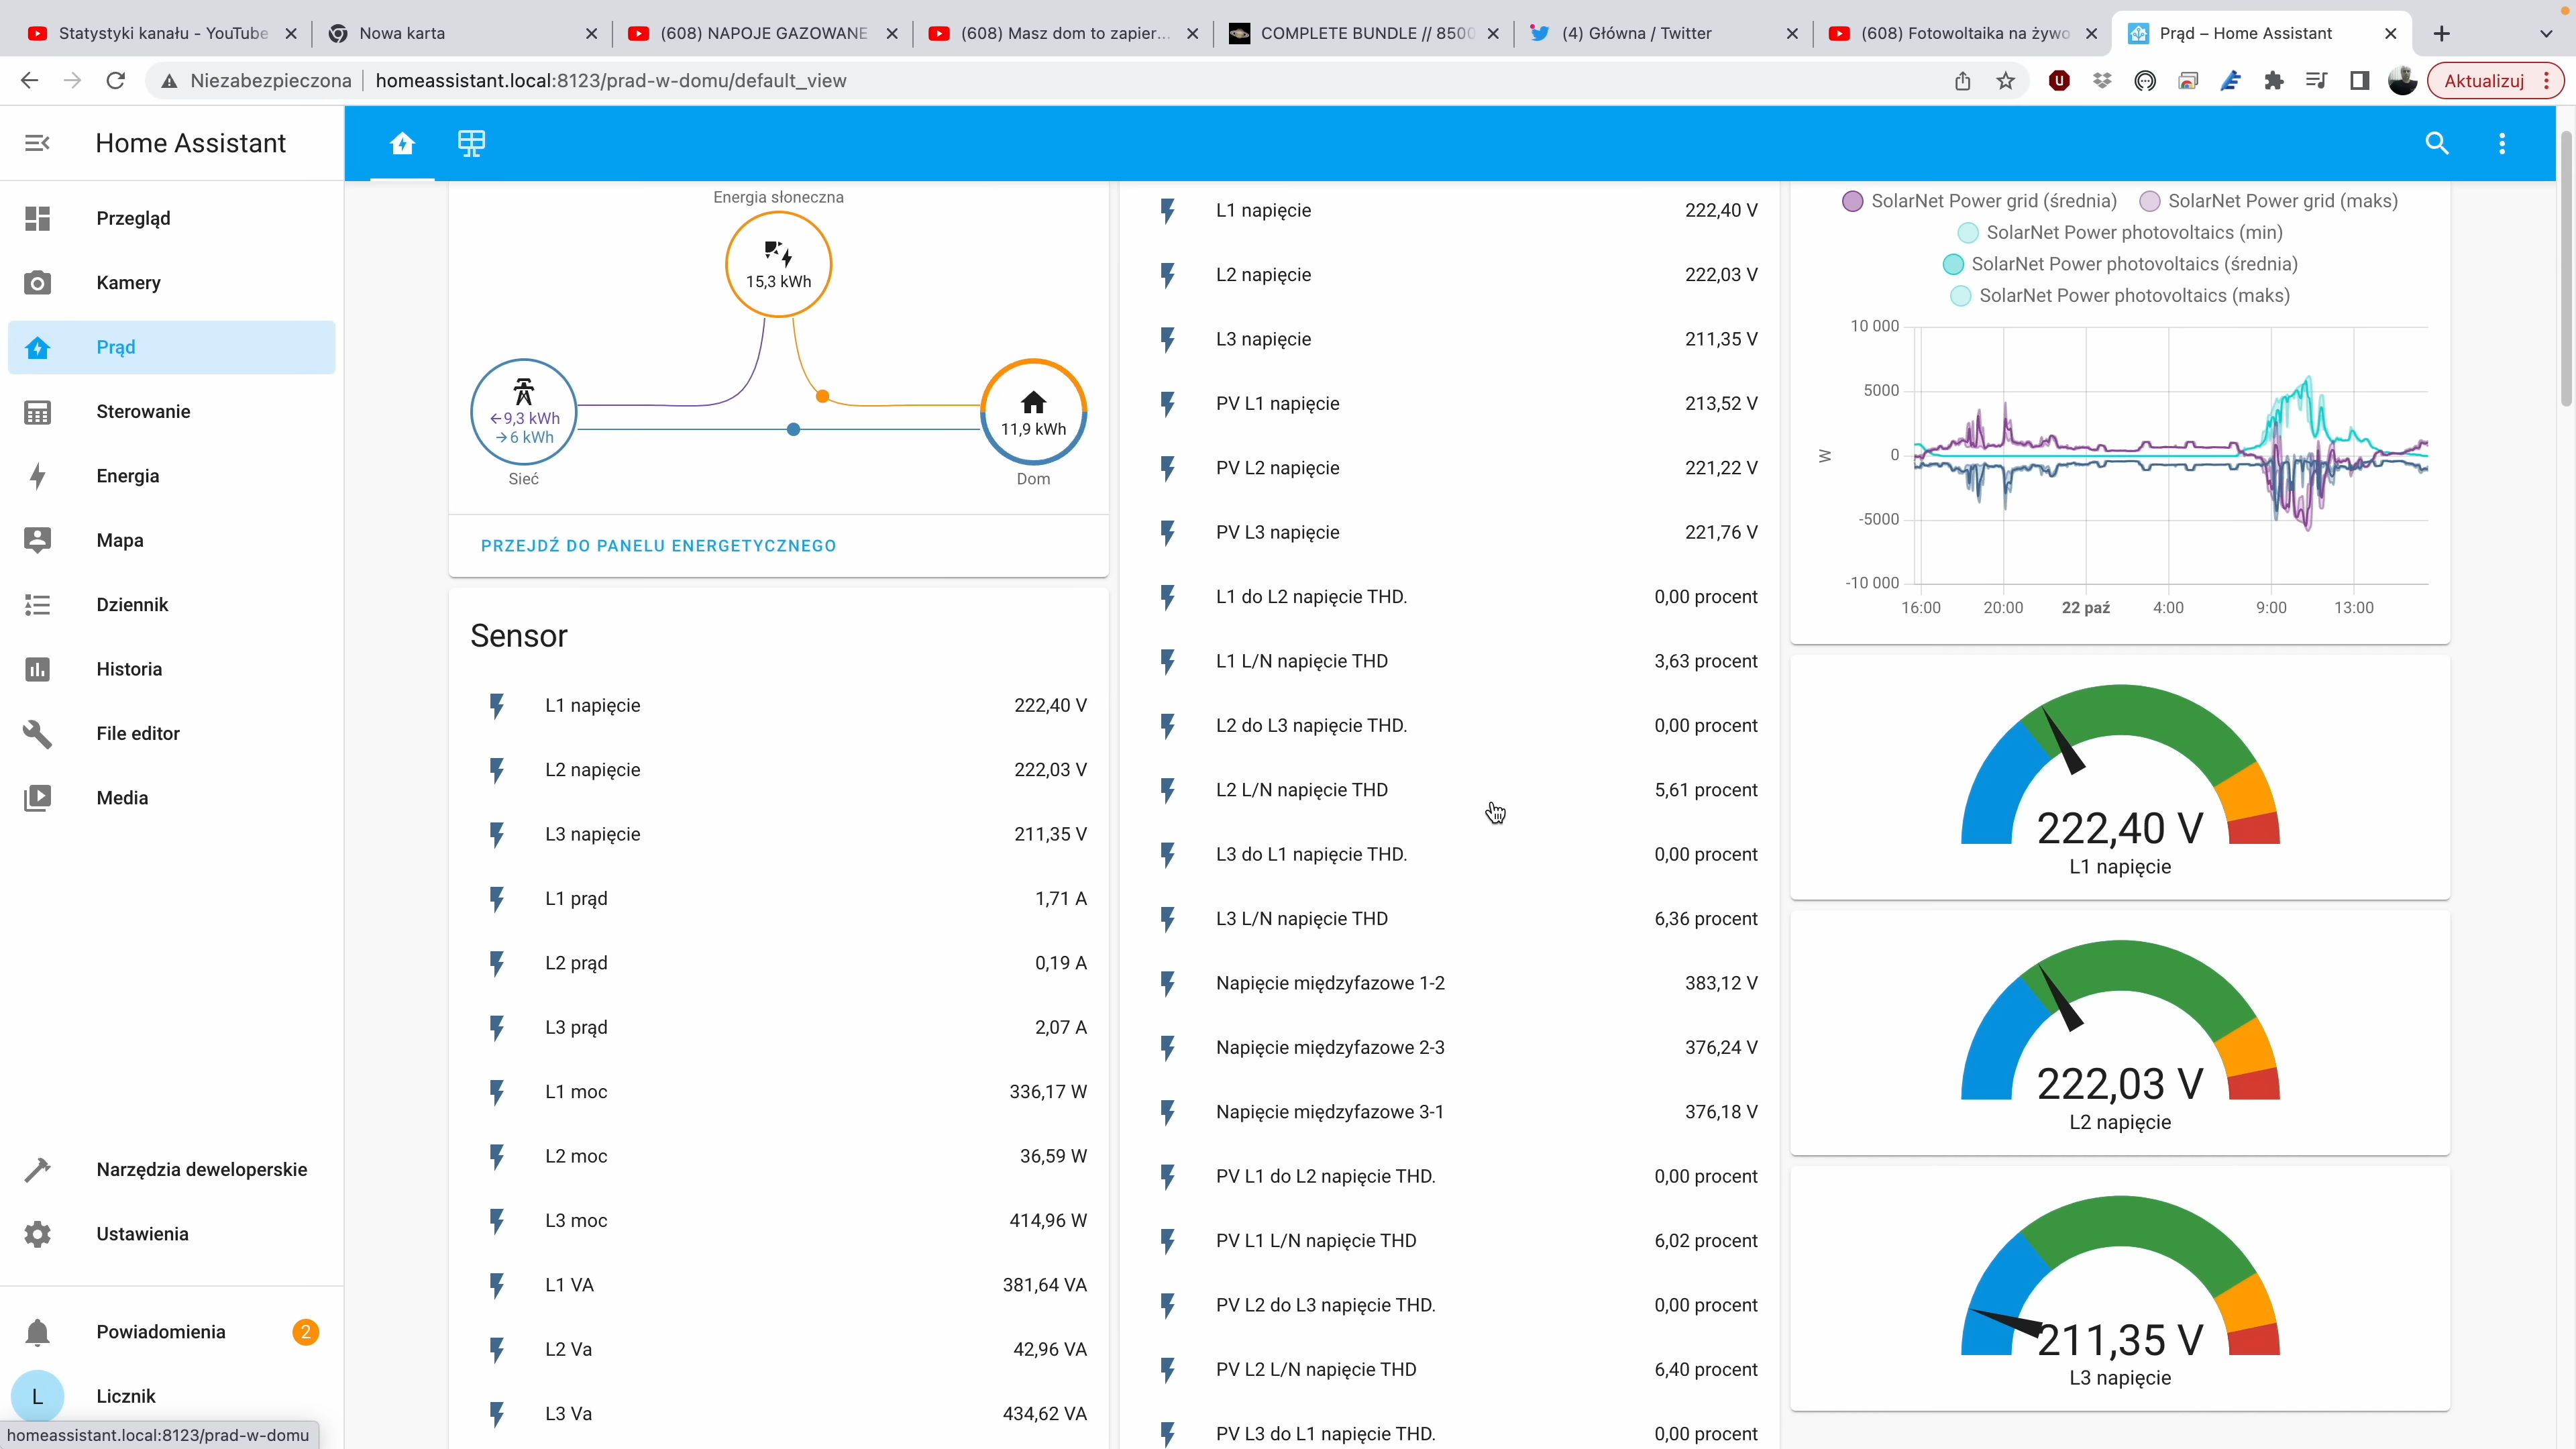 Statystyki kanału - YouTube
Nowa karta
(608) NAPOJE GAZOWANE
(608) Masz dom to zapier...
COMPLETE BUNDLE // 8500
(4) Główna / Twitter
(608) Fotowoltaika na żywo
Prąd – Home Assistant
Niezabezpieczona
homeassistant.local:8123/prad-w-domu/default_view
Aktualizuj
Home Assistant
Przegląd
Kamery
Prąd
Sterowanie
Energia
Mapa
Dziennik
Historia
File editor
Media
Narzędzia deweloperskie
Ustawienia
Powiadomienia 2
L Licznik
homeassistant.local:8123/prad-w-domu
Energia słoneczna
15,3 kWh
←9,3 kWh
→6 kWh
Sieć
11,9 kWh
Dom
PRZEJDŹ DO PANELU ENERGETYCZNEGO
Sensor
L1 napięcie 222,40 V
L2 napięcie 222,03 V
L3 napięcie 211,35 V
L1 prąd 1,71 A
L2 prąd 0,19 A
L3 prąd 2,07 A
L1 moc 336,17 W
L2 moc 36,59 W
L3 moc 414,96 W
L1 VA 381,64 VA
L2 Va 42,96 VA
L3 Va 434,62 VA
L1 napięcie 222,40 V
L2 napięcie 222,03 V
L3 napięcie 211,35 V
PV L1 napięcie 213,52 V
PV L2 napięcie 221,22 V
PV L3 napięcie 221,76 V
L1 do L2 napięcie THD. 0,00 procent
L1 L/N napięcie THD 3,63 procent
L2 do L3 napięcie THD. 0,00 procent
L2 L/N napięcie THD 5,61 procent
L3 do L1 napięcie THD. 0,00 procent
L3 L/N napięcie THD 6,36 procent
Napięcie międzyfazowe 1-2 383,12 V
Napięcie międzyfazowe 2-3 376,24 V
Napięcie międzyfazowe 3-1 376,18 V
PV L1 do L2 napięcie THD. 0,00 procent
PV L1 L/N napięcie THD 6,02 procent
PV L2 do L3 napięcie THD. 0,00 procent
PV L2 L/N napięcie THD 6,40 procent
PV L3 do L1 napięcie THD. 0,00 procent
SolarNet Power grid (średnia) SolarNet Power grid (maks)
SolarNet Power photovoltaics (min)
SolarNet Power photovoltaics (średnia)
SolarNet Power photovoltaics (maks)
10 000
5000
W
0
-5000
-10 000
16:00 20:00 22 paź 4:00 9:00 13:00
222,40 V
L1 napięcie
222,03 V
L2 napięcie
211,35 V
L3 napięcie